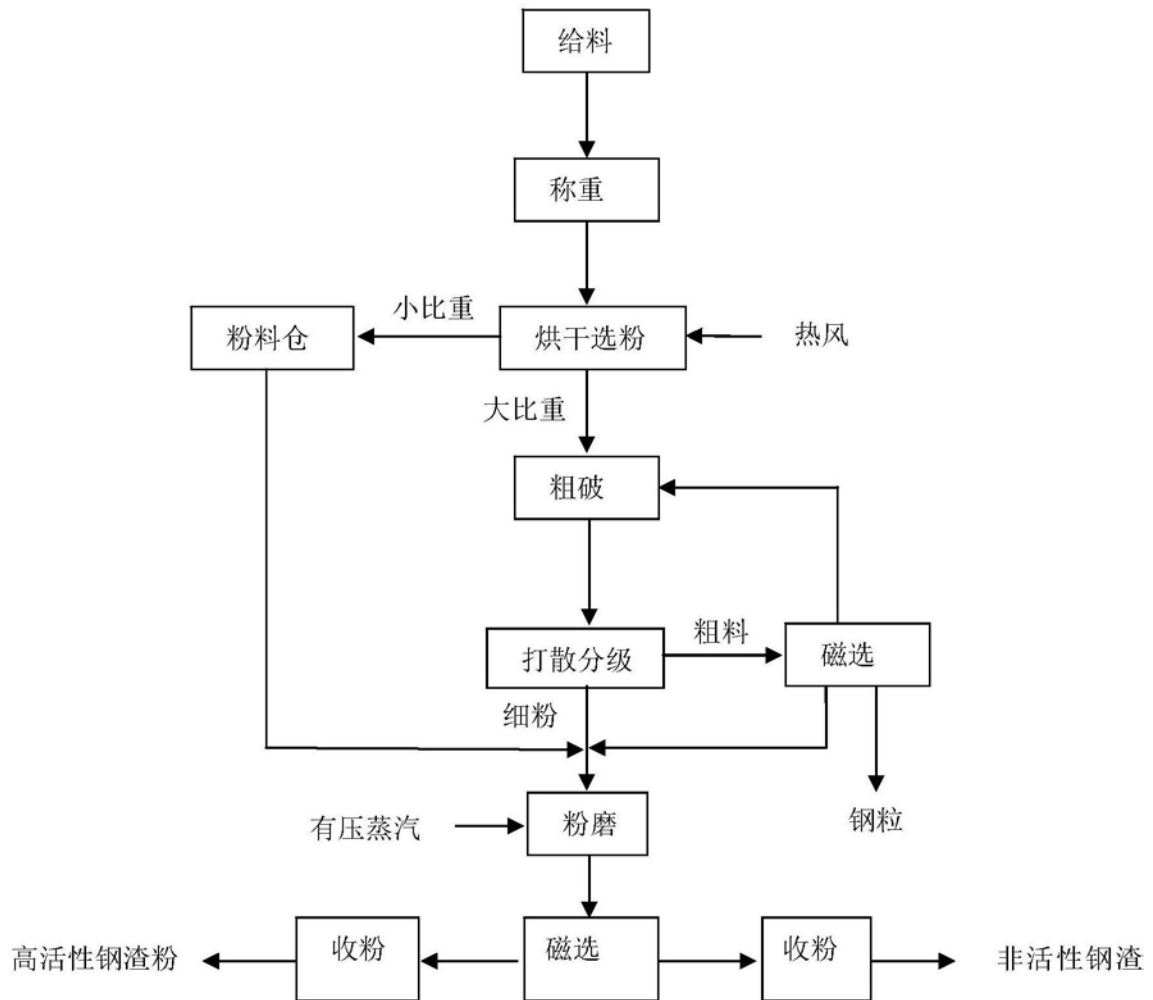 给料
称重
小比重
粉料仓
烘干选粉
热风
大比重
粗破
粗料
打散分级
磁选
细粉
有压蒸汽
粉磨
钢粒
高活性钢渣粉
收粉
磁选
收粉
非活性钢渣